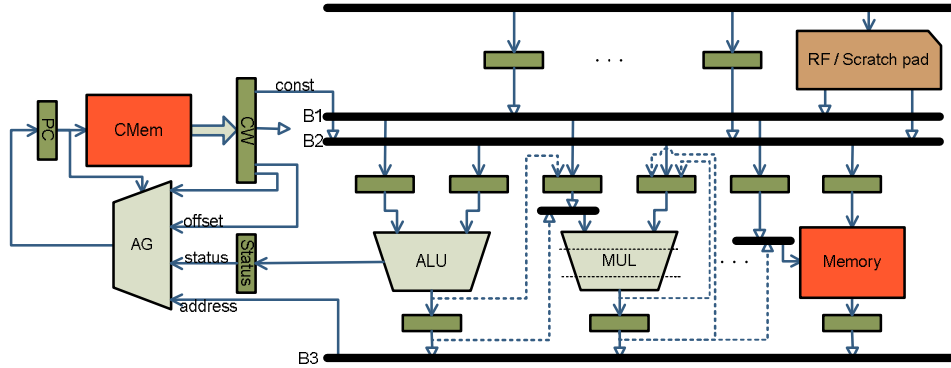 RF / Scratch pad
. . .
const
B1
PC
CMem
CW
B2
offset
AG
status
Status
ALU
MUL
. . .
Memory
address
B3